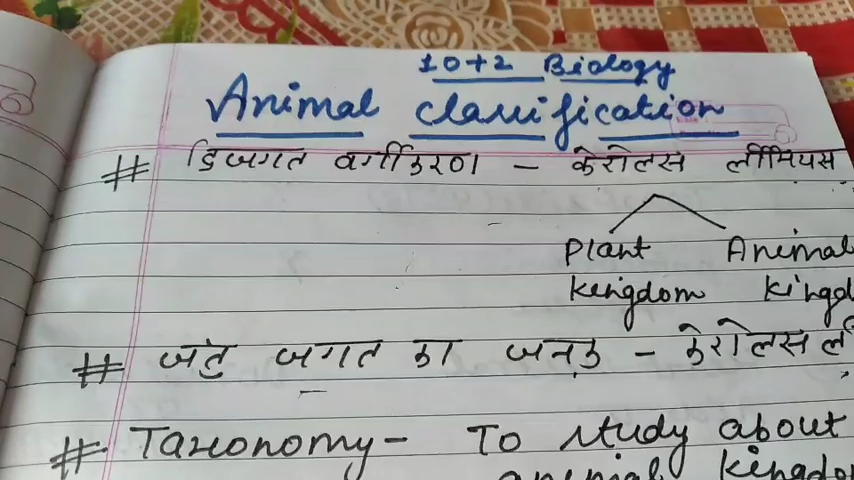 10+2 Biology
Animal classification
# द्विजगत वर्गीकरण - केरोलस लीनियस
Plant Animal
kingdom
# जंतु जगत का जनक - केरोलस
# Taxonomy - To study about
animal kingdom